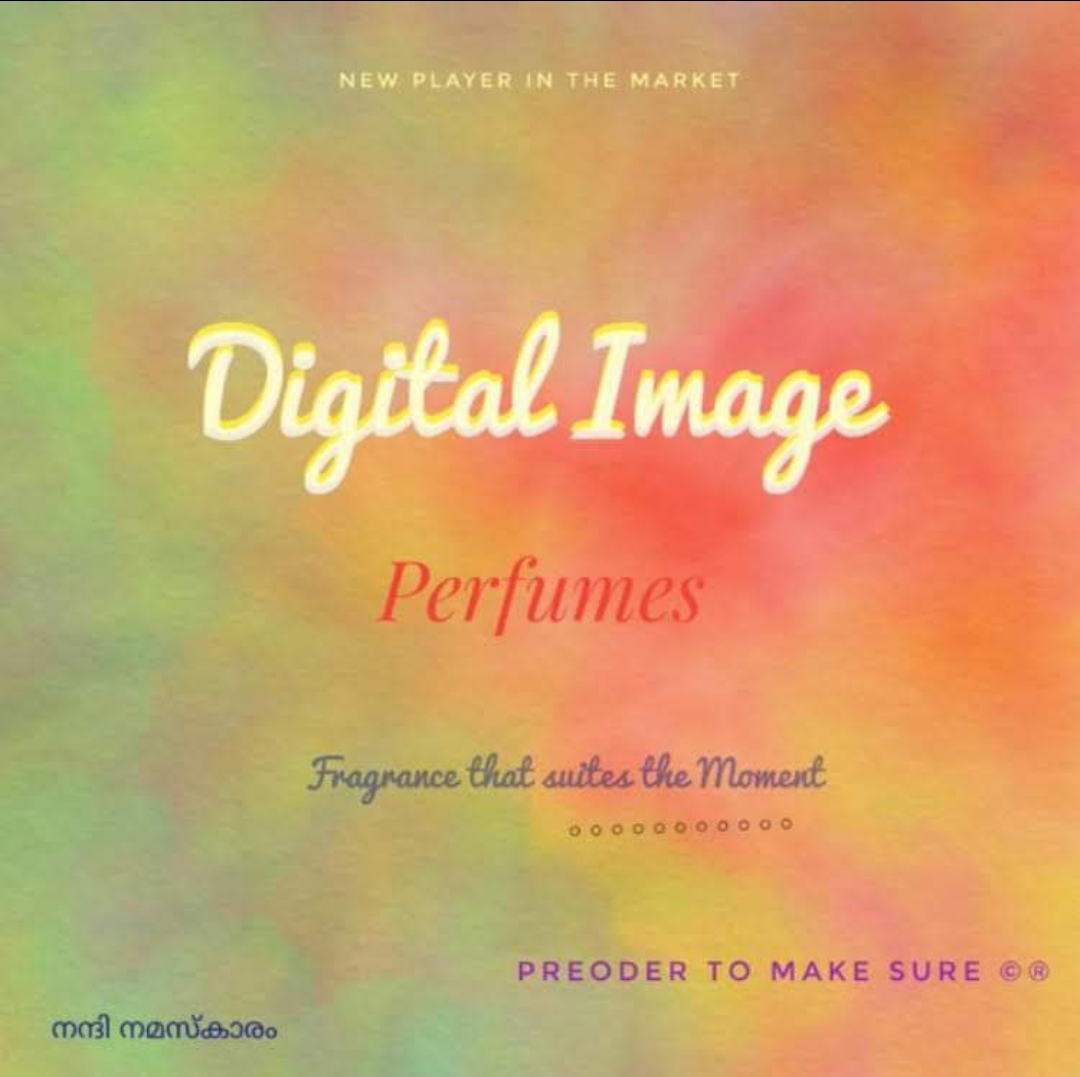 NEW PLAYER IN THE MARKET
Digital Image
Perfumes
Fragrance that suites the Moment
PREODER TO MAKE SURE ©®
നന്ദി നമസ്കാരം